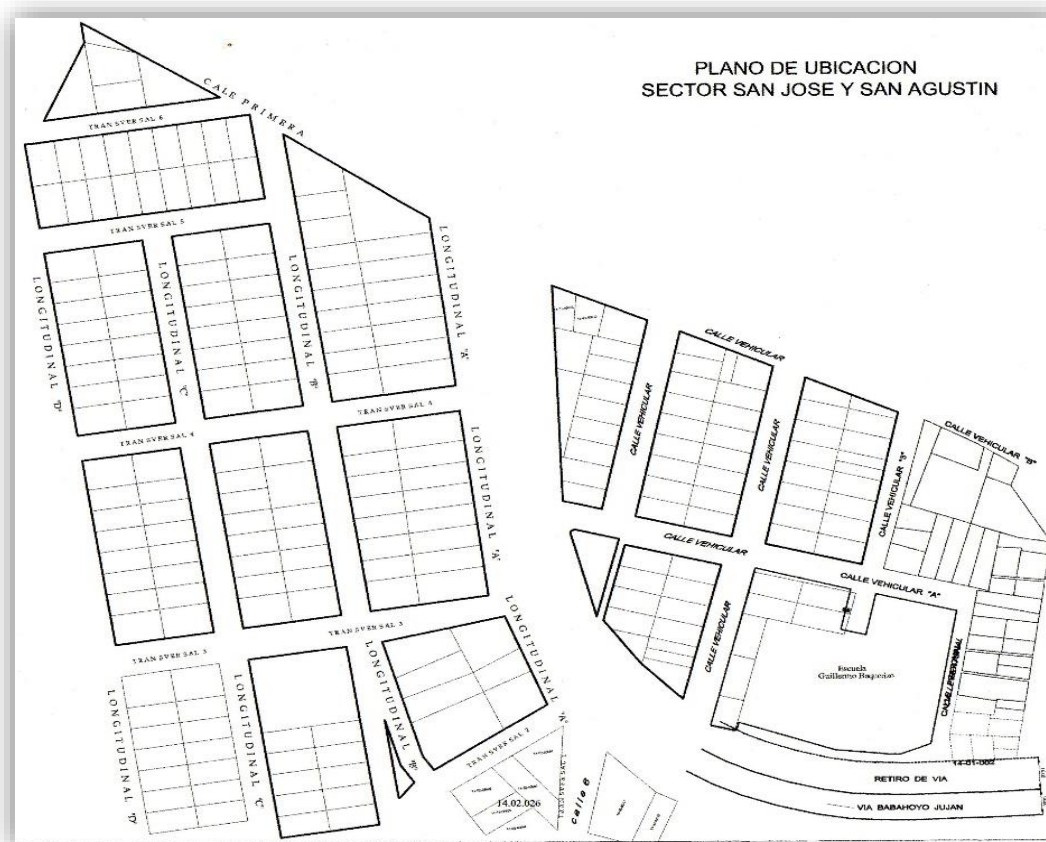 PLANO DE UBICACION
SECTOR SAN JOSE Y SAN AGUSTIN
CALE PRIMERA
TRANSVERSAL 6
TRANSVERSAL 5
LONGITUDINAL "D"
LONGITUDINAL "C"
LONGITUDINAL "B"
LONGITUDINAL "A"
TRANSVERSAL 4
TRANSVERSAL 4
LONGITUDINAL "A"
TRANSVERSAL 3
TRANSVERSAL 3
LONGITUDINAL "D"
LONGITUDINAL "C"
LONGITUDINAL "B"
LONGITUDINAL "A"
TRANSVERSAL 2
TRANSVERSAL 1
14.02.026
calle B
CALLE VEHICULAR
CALLE VEHICULAR
CALLE VEHICULAR
CALLE VEHICULAR "B"
CALLE VEHICULAR "B"
CALLE VEHICULAR
CALLE VEHICULAR "A"
CALLE VEHICULAR
Escuela
Guillermo Baquerizo
14-01-002
RETIRO DE VIA
VIA BABAHOYO JUJAN